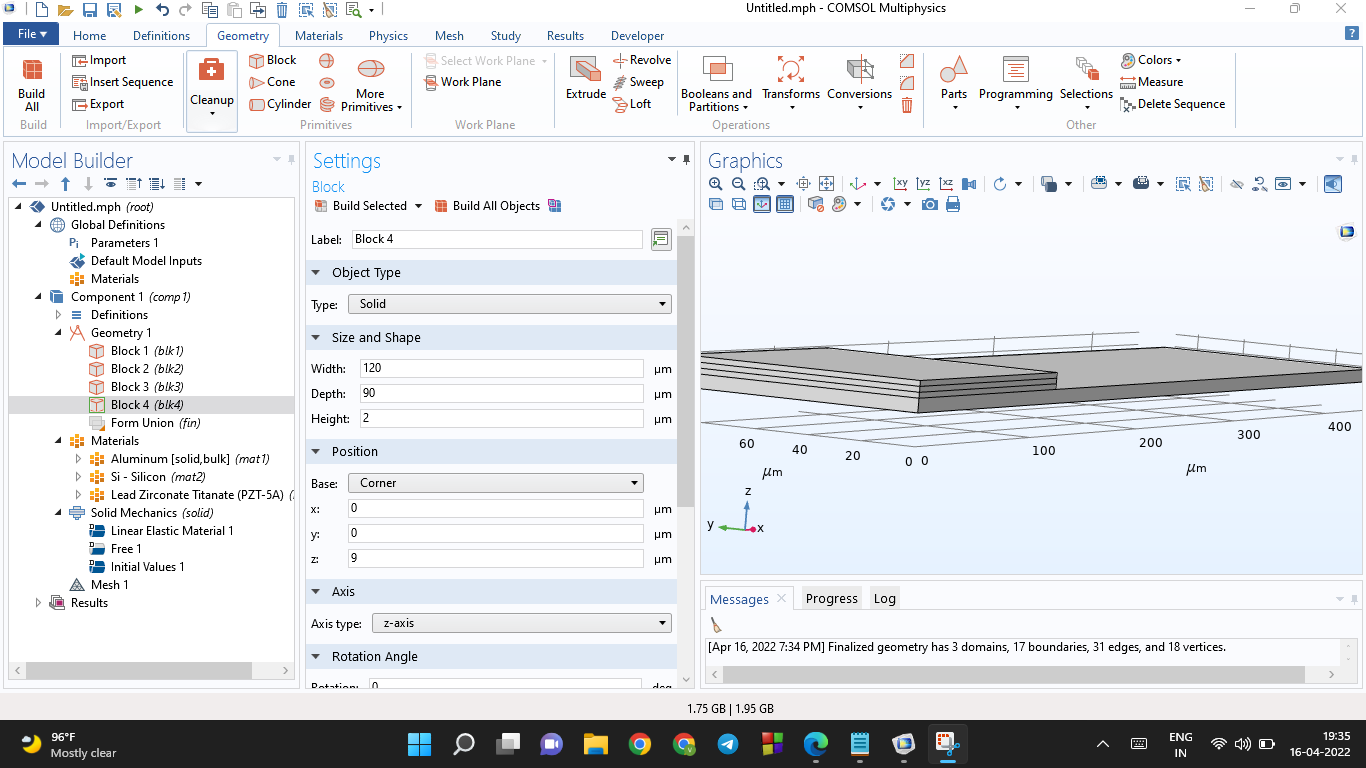 Untitled.mph - COMSOL Multiphysics
File Home Definitions Geometry Materials Physics Mesh Study Results Developer
Build All
Build
Import
Insert Sequence
Export
Import/Export
Cleanup
Block
Cone
Cylinder
More Primitives
Primitives
Select Work Plane
Work Plane
Work Plane
Extrude
Revolve
Sweep
Loft
Booleans and Partitions
Transforms
Conversions
Operations
Parts
Programming
Selections
Colors
Measure
Delete Sequence
Other
Model Builder
Untitled.mph (root)
Global Definitions
Pi Parameters 1
Default Model Inputs
Materials
Component 1 (comp1)
Definitions
Geometry 1
Block 1 (blk1)
Block 2 (blk2)
Block 3 (blk3)
Block 4 (blk4)
Form Union (fin)
Materials
Aluminum [solid,bulk] (mat1)
Si - Silicon (mat2)
Lead Zirconate Titanate (PZT-5A)
Solid Mechanics (solid)
Linear Elastic Material 1
Free 1
Initial Values 1
Mesh 1
Results
Settings
Block
Build Selected Build All Objects
Label: Block 4
Object Type
Type: Solid
Size and Shape
Width: 120 µm
Depth: 90 µm
Height: 2 µm
Position
Base: Corner
x: 0 µm
y: 0 µm
z: 9 µm
Axis
Axis type: z-axis
Rotation Angle
Rotation: 0 deg
Graphics
xy yz xz
60 40 20 0 0 100 200 300 400
µm µm
z
y x
Messages Progress Log
[Apr 16, 2022 7:34 PM] Finalized geometry has 3 domains, 17 boundaries, 31 edges, and 18 vertices.
1.75 GB | 1.95 GB
96°F
Mostly clear
ENG
IN
19:35
16-04-2022